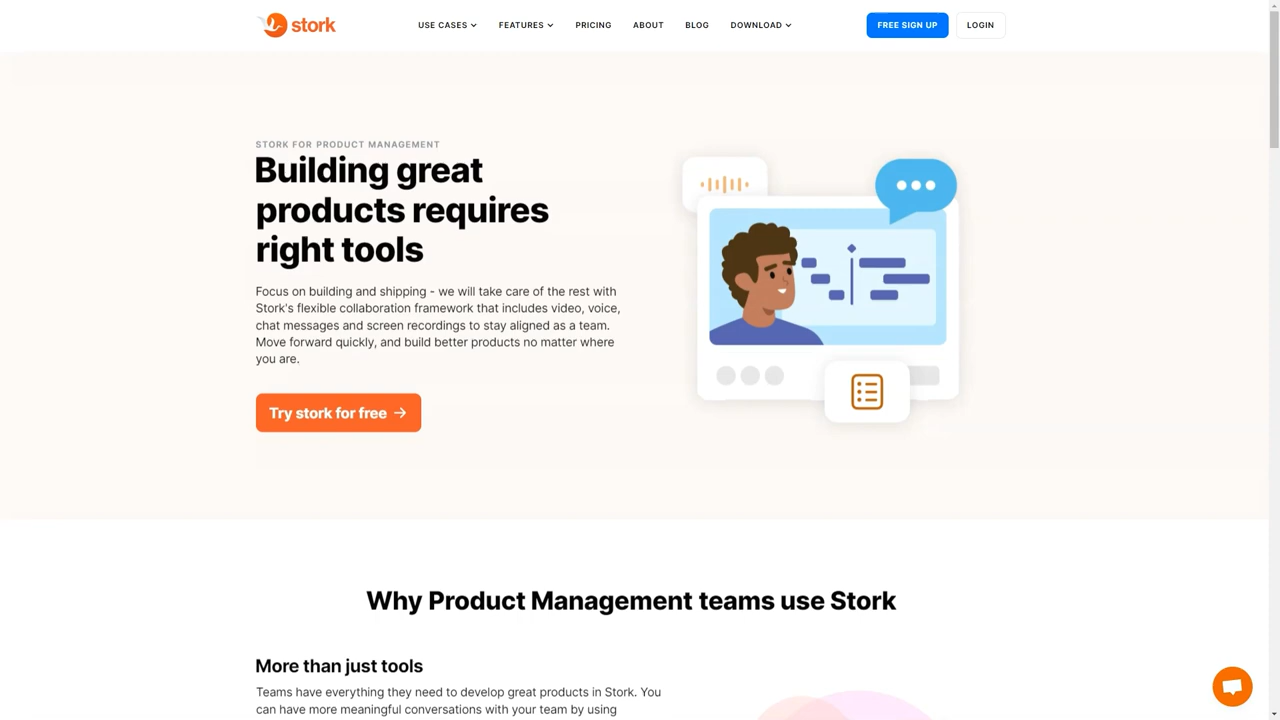 stork
USE CASES
FEATURES
PRICING
ABOUT
BLOG
DOWNLOAD
FREE SIGN UP
LOGIN
STORK FOR PRODUCT MANAGEMENT
Building great
products requires
right tools
Focus on building and shipping - we will take care of the rest with
Stork's flexible collaboration framework that includes video, voice,
chat messages and screen recordings to stay aligned as a team.
Move forward quickly, and build better products no matter where
you are.
Try stork for free →
Why Product Management teams use Stork
More than just tools
Teams have everything they need to develop great products in Stork. You
can have more meaningful conversations with your team by using